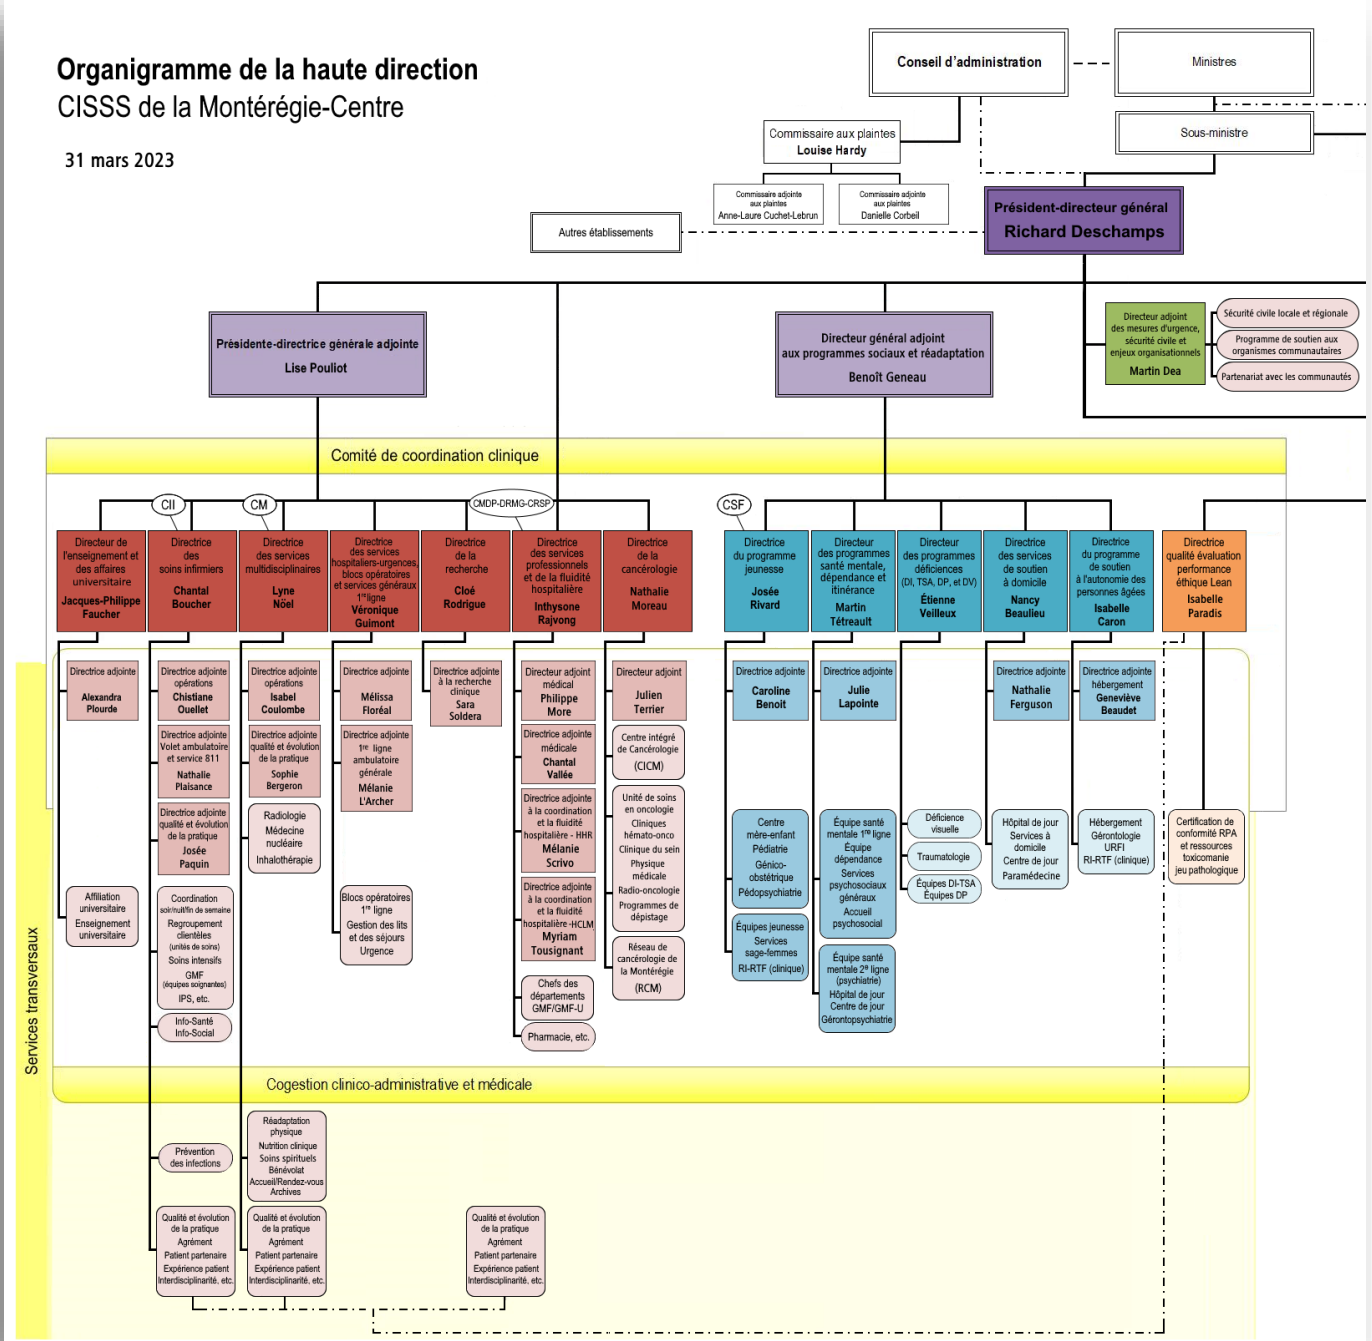 Organigramme de la haute direction
CISSS de la Montérégie-Centre
31 mars 2023
Conseil d'administration
Ministres
Sous-ministre
Commissaire aux plaintes
Louise Hardy
Commissaire adjointe
aux plaintes
Anne-Laure Cuchet-Lebrun
Commissaire adjointe
aux plaintes
Danielle Corbeil
Autres établissements
Président-directeur général
Richard Deschamps
Présidente-directrice générale adjointe
Lise Pouliot
Directeur général adjoint
aux programmes sociaux et réadaptation
Benoît Geneau
Directeur adjoint
des mesures d'urgence,
sécurité civile et
enjeux organisationnels
Martin Dea
Sécurité civile locale et régionale
Programme de soutien aux
organismes communautaires
Partenariat avec les communautés
Comité de coordination clinique
CII
CM
CMDP-DRMG-CRSP
CSF
Directeur de
l'enseignement et
des affaires
universitaire
Jacques-Philippe
Faucher
Directrice
des
soins infirmiers
Chantal
Boucher
Directrice
des services
multidisciplinaires
Lyne
Nöel
Directrice
des services
hospitaliers-urgences,
blocs opératoires
et services généraux
1re ligne
Véronique
Guimont
Directrice
de la
recherche
Cloé
Rodrigue
Directrice
des services
professionnels
et de la fluidité
hospitalière
Inthysone
Rajvong
Directrice
de la
cancérologie
Nathalie
Moreau
Directrice
du programme
jeunesse
Josée
Rivard
Directeur
des programmes
santé mentale,
dépendance et
itinérance
Martin
Tétreault
Directeur
des programmes
déficiences
(DI, TSA, DP, et DV)
Étienne
Veilleux
Directrice
des services
de soutien
à domicile
Nancy
Beaulieu
Directrice
du programme
de soutien
à l'autonomie des
personnes âgées
Isabelle
Caron
Directrice
qualité évaluation
performance
éthique Lean
Isabelle
Paradis
Directrice adjointe
Alexandra
Plourde
Directrice adjointe
opérations
Chistiane
Ouellet
Directrice adjointe
opérations
Isabel
Coulombe
Directrice adjointe
Mélissa
Floréal
Directrice adjointe
à la recherche
clinique
Sara
Soldera
Directeur adjoint
médical
Philippe
More
Directeur adjoint
Julien
Terrier
Directrice adjointe
Caroline
Benoit
Directrice adjointe
Julie
Lapointe
Directrice adjointe
Nathalie
Ferguson
Directrice adjointe
hébergement
Geneviève
Beaudet
Directrice adjointe
Volet ambulatoire
et service 811
Nathalie
Plaisance
Directrice adjointe
qualité et évolution
de la pratique
Sophie
Bergeron
Directrice adjointe
1re ligne
ambulatoire
générale
Mélanie
L'Archer
Directrice adjointe
médicale
Chantal
Vallée
Centre intégré
de Cancérologie
(CICM)
Directrice adjointe
qualité et évolution
de la pratique
Josée
Paquin
Radiologie
Médecine
nucléaire
Inhalothérapie
Directrice adjointe
à la coordination
et la fluidité
hospitalière - HHR
Mélanie
Scrivo
Unité de soins
en oncologie
Cliniques
hémato-onco
Clinique du sein
Physique
médicale
Radio-oncologie
Programmes de
dépistage
Centre
mère-enfant
Pédiatrie
Génico-
obstétrique
Pédopsychiatrie
Équipe santé
mentale 1re ligne
Équipe
dépendance
Services
psychosociaux
généraux
Accueil
psychosocial
Déficience
visuelle
Traumatologie
Équipes DI-TSA
Équipes DP
Hôpital de jour
Services à
domicile
Centre de jour
Paramédecine
Hébergement
Gérontologie
URFI
RI-RTF (clinique)
Certification de
conformité RPA
et ressources
toxicomanie
jeu pathologique
Affiliation
universitaire
Enseignement
universitaire
Coordination
soir/nuit/fin de semaine
Regroupement
clientèles
(unités de soins)
Soins intensifs
GMF
(équipes soignantes)
IPS, etc.
Info-Santé
Info-Social
Blocs opératoires
1re ligne
Gestion des lits
et des séjours
Urgence
Directrice adjointe
à la coordination
et la fluidité
hospitalière -HCLM
Myriam
Tousignant
Chefs des
départements
GMF/GMF-U
Pharmacie, etc.
Réseau de
cancérologie de
la Montérégie
(RCM)
Équipes jeunesse
Services
sage-femmes
RI-RTF (clinique)
Équipe santé
mentale 2e ligne
(psychiatrie)
Hôpital de jour
Centre de jour
Gérontopsychiatrie
Services transversaux
Cogestion clinico-administrative et médicale
Prévention
des infections
Réadaptation
physique
Nutrition clinique
Soins spirituels
Bénévolat
Accueil/Rendez-vous
Archives
Qualité et évolution
de la pratique
Agrément
Patient partenaire
Expérience patient
Interdisciplinarité, etc.
Qualité et évolution
de la pratique
Agrément
Patient partenaire
Expérience patient
Interdisciplinarité, etc.
Qualité et évolution
de la pratique
Agrément
Patient partenaire
Expérience patient
Interdisciplinarité, etc.